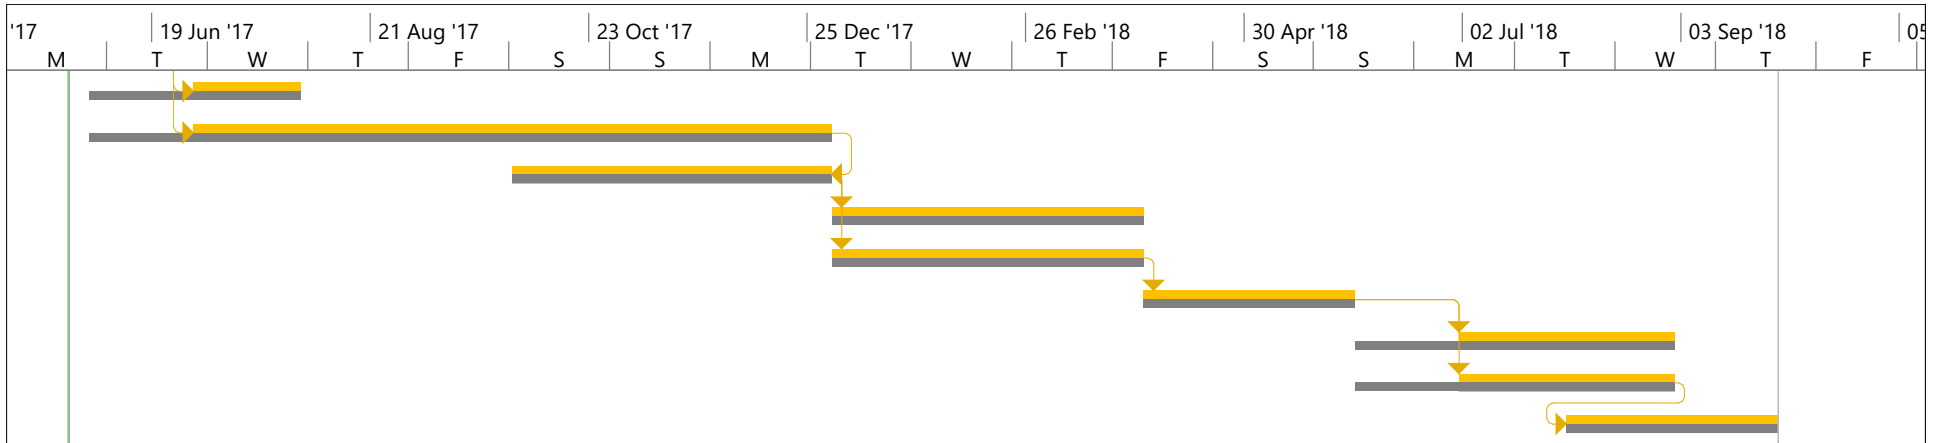 '17 19 Jun '17 21 Aug '17 23 Oct '17 25 Dec '17 26 Feb '18 30 Apr '18 02 Jul '18 03 Sep '18 05
M T W T F S S M T W T F S S M T W T F